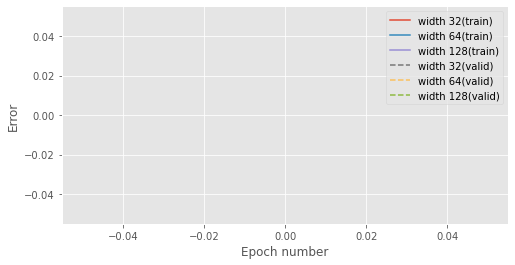 width 32(train)
width 64(train)
width 128(train)
width 32(valid)
width 64(valid)
width 128(valid)
0.04
0.02
0.00
−0.02
−0.04
Error
−0.04
−0.02
0.00
0.02
0.04
Epoch number